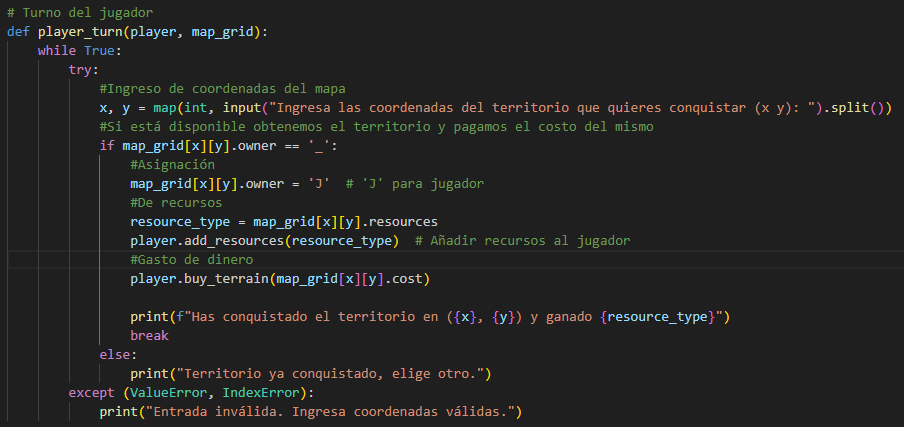 # Turno del jugador
def player_turn(player, map_grid):
    while True:
        try:
            #Ingreso de coordenadas del mapa
            x, y = map(int, input("Ingresa las coordenadas del territorio que quieres conquistar (x y): ").split())
            #Si está disponible obtenemos el territorio y pagamos el costo del mismo
            if map_grid[x][y].owner == '_':
                #Asignación
                map_grid[x][y].owner = 'J'  # 'J' para jugador
                #De recursos
                resource_type = map_grid[x][y].resources
                player.add_resources(resource_type)  # Añadir recursos al jugador
                #Gasto de dinero
                player.buy_terrain(map_grid[x][y].cost)

                print(f"Has conquistado el territorio en ({x}, {y}) y ganado {resource_type}")
                break
            else:
                print("Territorio ya conquistado, elige otro.")
        except (ValueError, IndexError):
            print("Entrada inválida. Ingresa coordenadas válidas.")